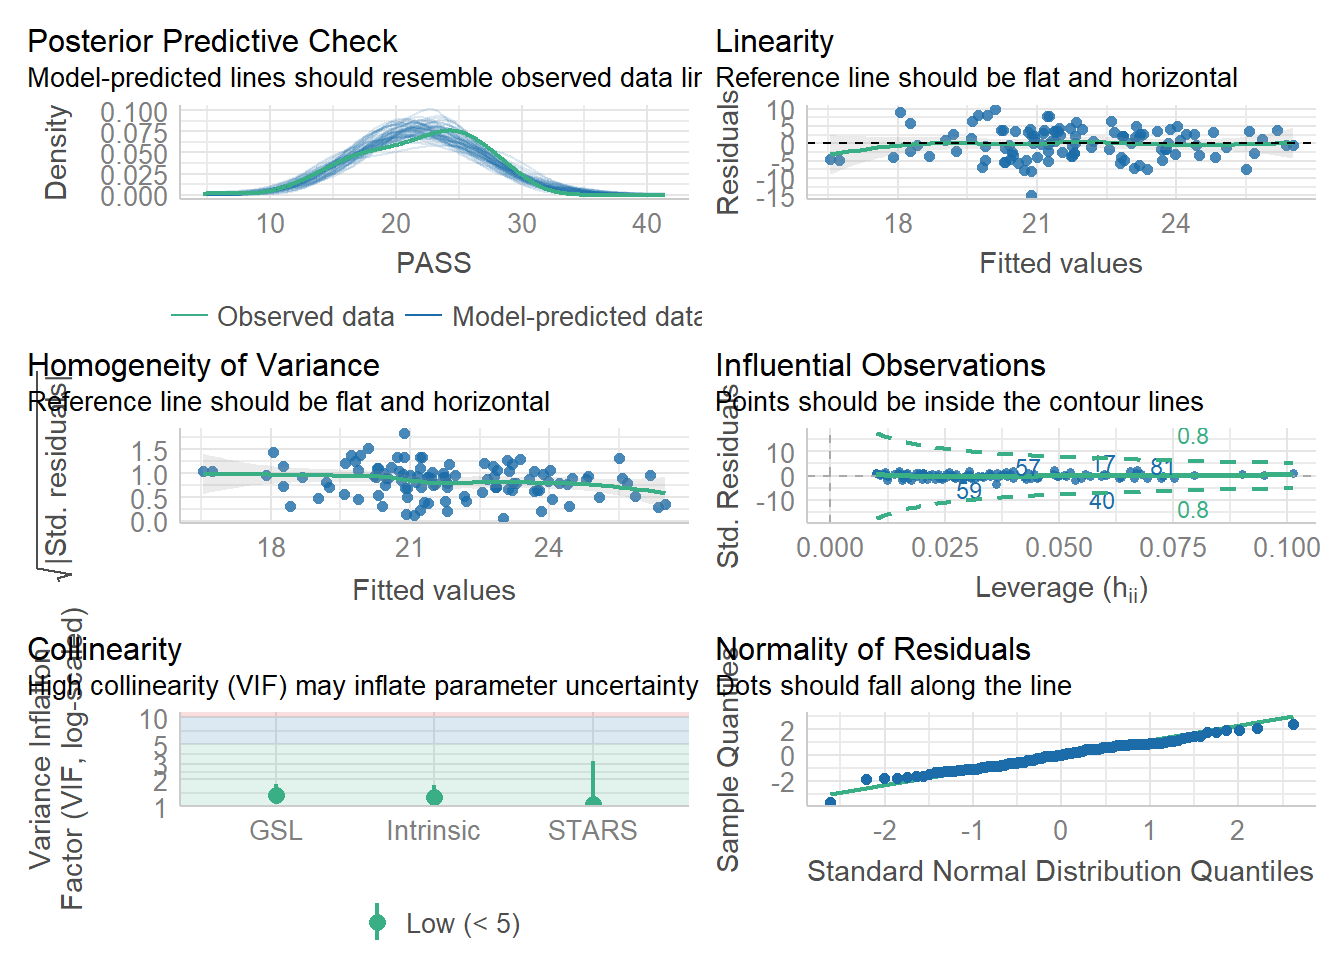 Posterior Predictive Check
Model-predicted lines should resemble observed data lin
Density
0.100
0.075
0.050
0.025
0.000
10 20 30 40
PASS
Observed data Model-predicted data
Linearity
Reference line should be flat and horizontal
Residuals
10
5
0
-5
-10
-15
18 21 24
Fitted values
Homogeneity of Variance
Reference line should be flat and horizontal
√|Std. residuals|
1.5
1.0
0.5
0.0
18 21 24
Fitted values
Influential Observations
Points should be inside the contour lines
Std. Residuals
10
0
-10
0.8
57 17 81
59 40
0.8
0.000 0.025 0.050 0.075 0.100
Leverage (hii)
Collinearity
High collinearity (VIF) may inflate parameter uncertainty
Variance Inflation
Factor (VIF, log-scaled)
10
5
3
2
1
GSL Intrinsic STARS
Low (< 5)
Normality of Residuals
Dots should fall along the line
Sample Quantiles
2
0
-2
-2 -1 0 1 2
Standard Normal Distribution Quantiles